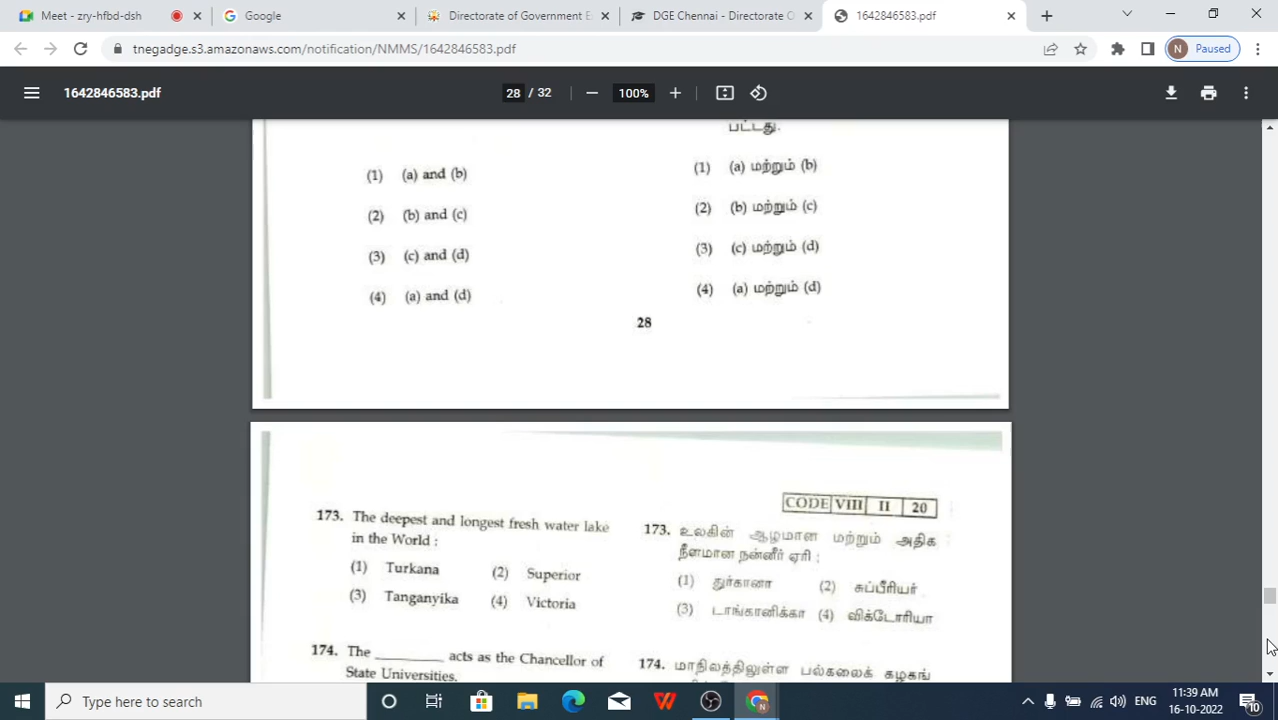 Meet - zry-hfbd-dsh
Google
Directorate of Government E
DGE Chennai - Directorate O
1642846583.pdf
tnegadge.s3.amazonaws.com/notification/NMMS/1642846583.pdf
N Paused
1642846583.pdf
28 / 32
100%
பட்டது.
(1) (a) and (b)
(2) (b) and (c)
(3) (c) and (d)
(4) (a) and (d)
(1) (a) மற்றும் (b)
(2) (b) மற்றும் (c)
(3) (c) மற்றும் (d)
(4) (a) மற்றும் (d)
28
CODE VIII II 20
173. The deepest and longest fresh water lake
in the World :
(1) Turkana (2) Superior
(3) Tanganyika (4) Victoria
174. The ________ acts as the Chancellor of
State Universities.
173. உலகின் ஆழமான மற்றும் அதிக
நீளமான நன்னீர் ஏரி :
(1) துர்கானா (2) சுப்பீரியர்
(3) டாங்கானிக்கா (4) விக்டோரியா
174. மாநிலத்திலுள்ள பல்கலைக் கழகங்
Type here to search
ENG
11:39 AM
16-10-2022
10